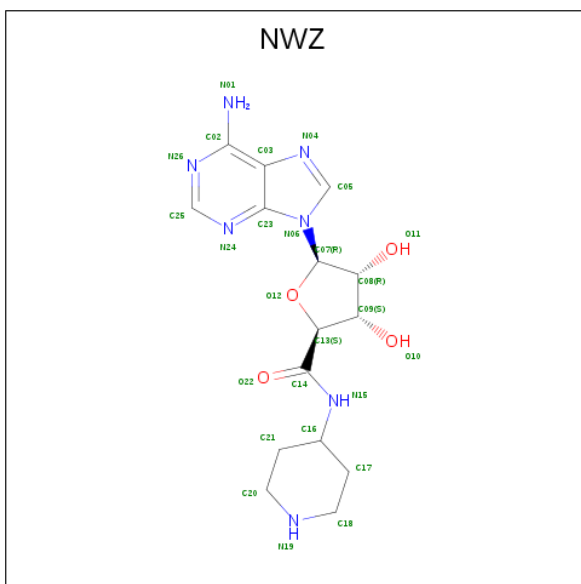 NWZ
N01
NH₂
C02
N26
N
C03
N04
N
C25
N
N24
C23
C05
N
N06
C07(R)
O11
OH
C08(R)
O12
O
C09(S)
C13(S)
OH
O10
O22
O
C14
NH
N15
C16
C21
C17
C20
C18
N
H
N19